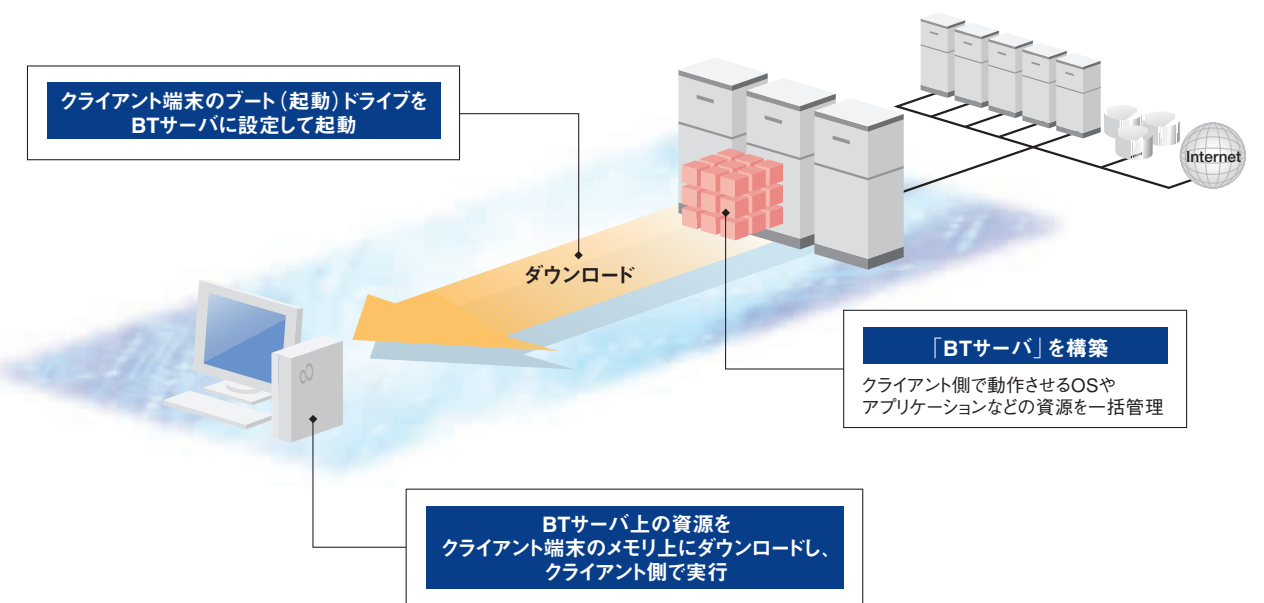 クライアント端末のブート（起動）ドライブを
BTサーバに設定して起動
Internet
ダウンロード
「BTサーバ」を構築
クライアント側で動作させるOSや
アプリケーションなどの資源を一括管理
BTサーバ上の資源を
クライアント端末のメモリ上にダウンロードし、
クライアント側で実行